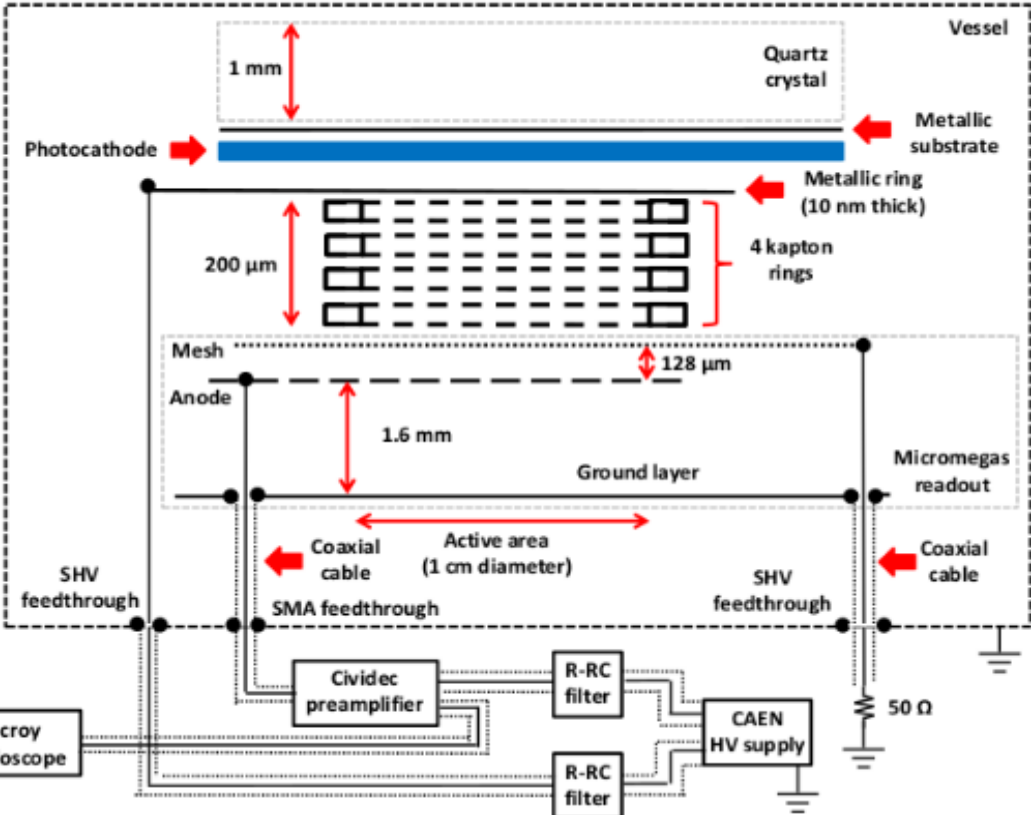 Vessel
1 mm
Quartz
crystal
Photocathode
Metallic
substrate
Metallic ring
(10 nm thick)
200 µm
4 kapton
rings
Mesh
128 µm
Anode
1.6 mm
Ground layer
Micromegas
readout
Coaxial
cable
Active area
(1 cm diameter)
Coaxial
cable
SHV
feedthrough
SMA feedthrough
SHV
feedthrough
Cividec
preamplifier
R-RC
filter
CAEN
HV supply
50 Ω
croy
oscope
R-RC
filter